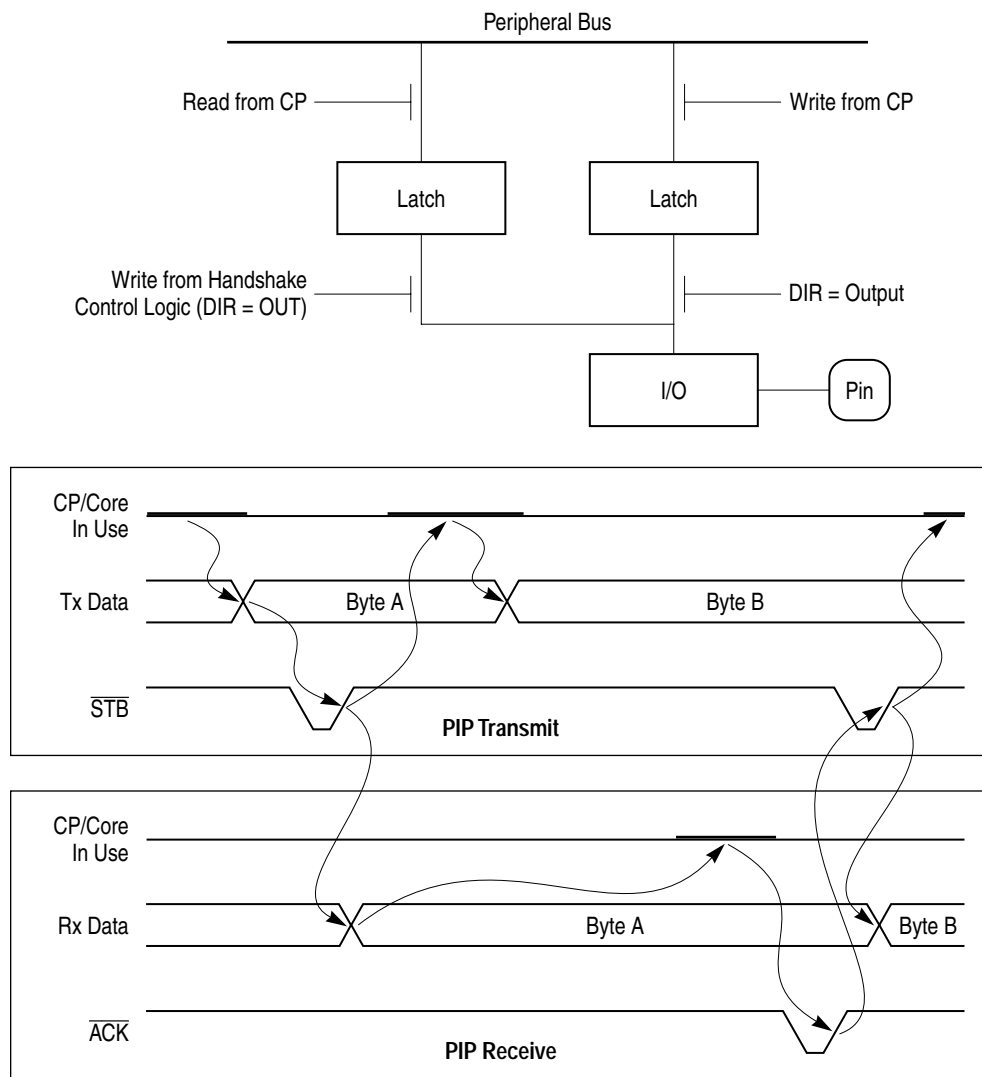 Peripheral Bus
Read from CP
Write from CP
Latch
Latch
Write from Handshake
Control Logic (DIR = OUT)
DIR = Output
I/O
Pin
CP/Core
In Use
Tx Data
Byte A
Byte B
STB
PIP Transmit
CP/Core
In Use
Rx Data
Byte A
Byte B
ACK
PIP Receive